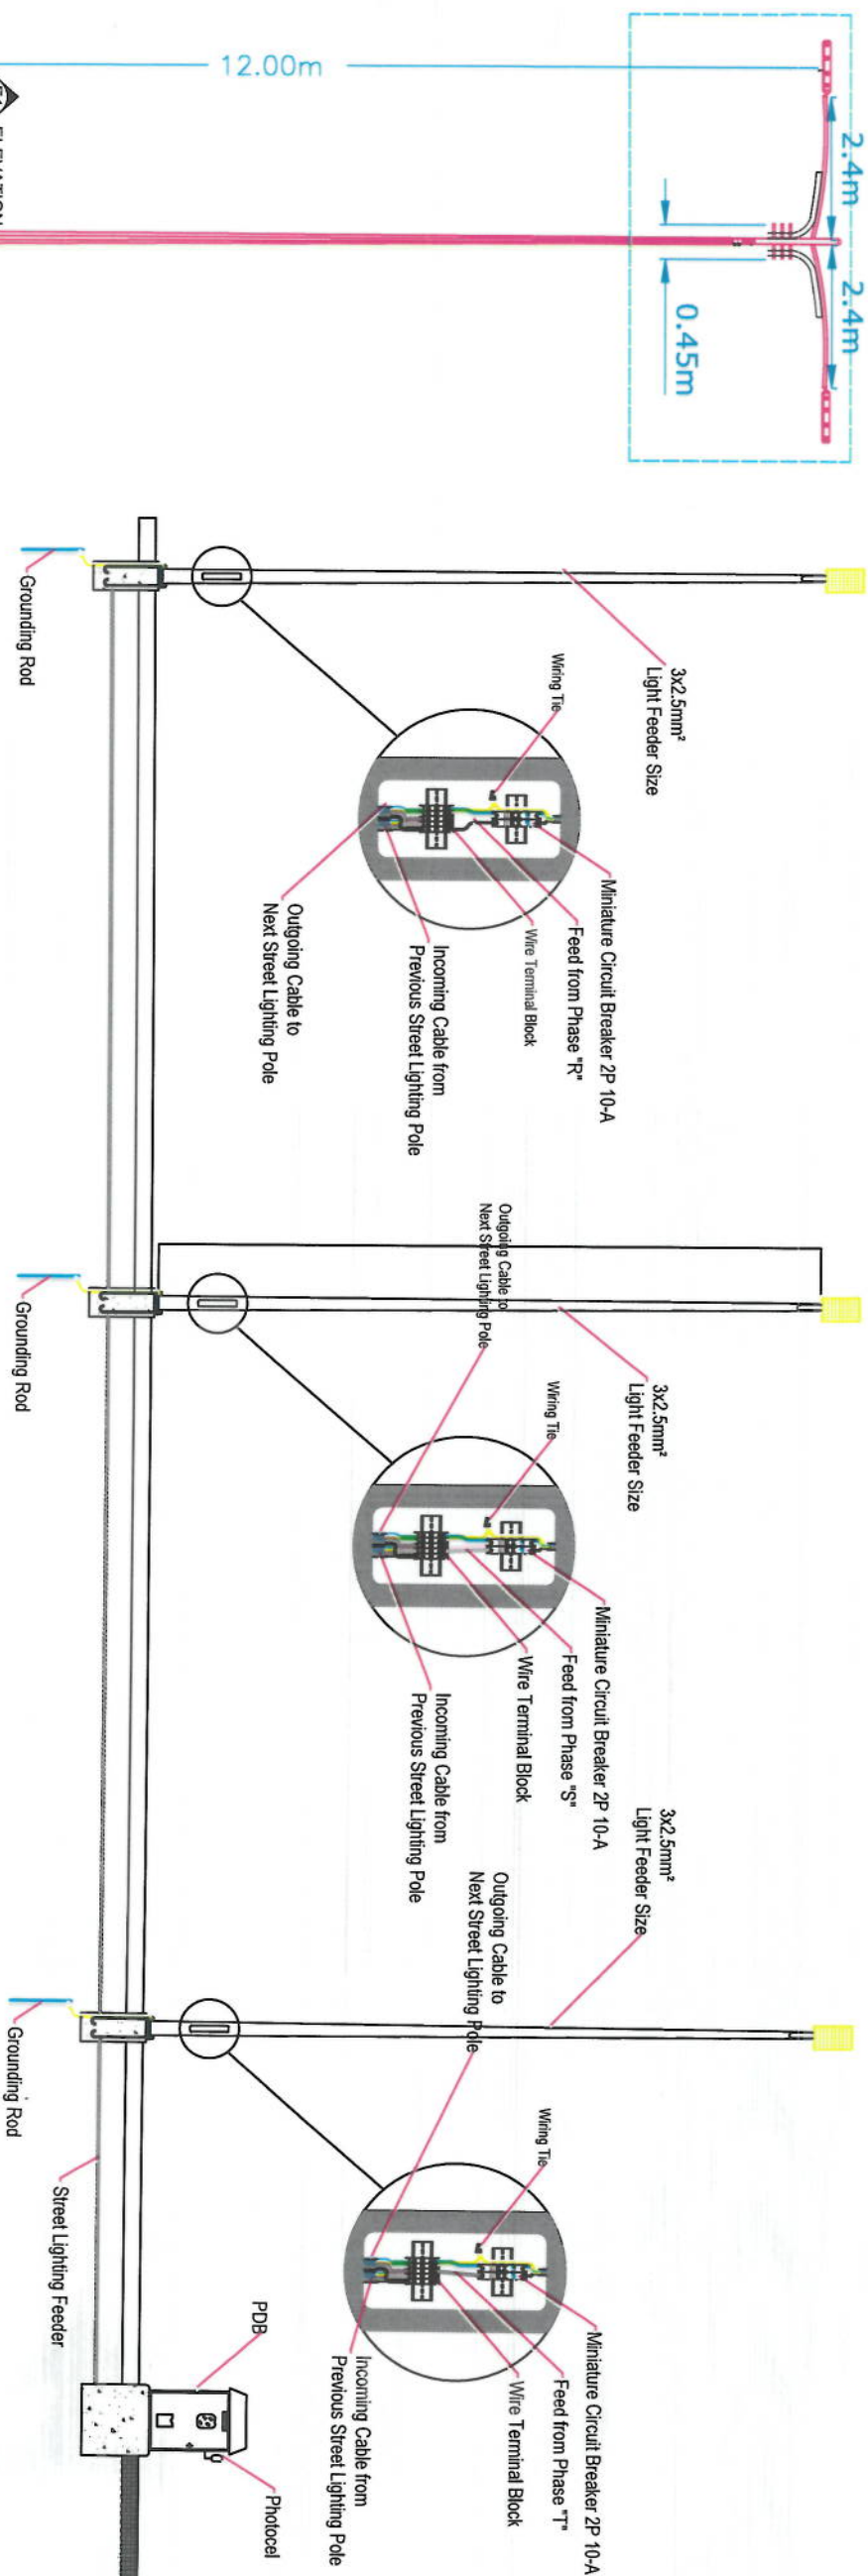 12.00m
2.4m
2.4m
0.45m
ELEVATION
3x2.5mm²
Light Feeder Size
Wiring Tie
Miniature Circuit Breaker 2P 10-A
Feed from Phase "R"
Wire Terminal Block
Incoming Cable from
Previous Street Lighting Pole
Outgoing Cable to
Next Street Lighting Pole
Grounding Rod
3x2.5mm²
Light Feeder Size
Outgoing Cable to
Next Street Lighting Pole
Wiring Tie
Miniature Circuit Breaker 2P 10-A
Feed from Phase "S"
Wire Terminal Block
Incoming Cable from
Previous Street Lighting Pole
Grounding Rod
3x2.5mm²
Light Feeder Size
Outgoing Cable to
Next Street Lighting Pole
Wiring Tie
Miniature Circuit Breaker 2P 10-A
Feed from Phase "T"
Wire Terminal Block
Incoming Cable from
Previous Street Lighting Pole
Grounding Rod
Street Lighting Feeder
PDB
Photocel